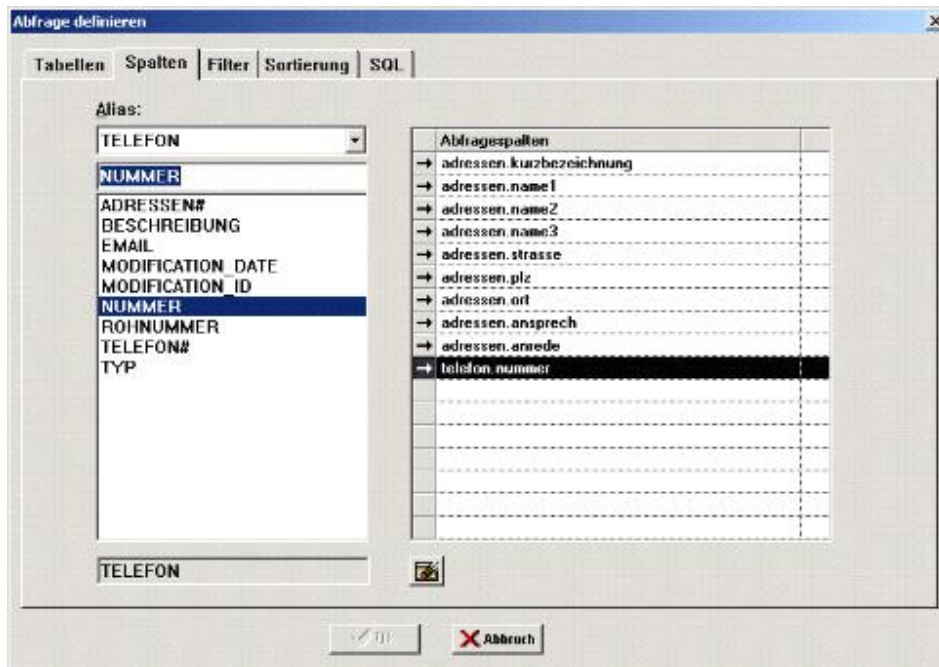 Abfrage definieren
Tabellen Spalten Filter Sortierung SQL
Alias:
TELEFON
NUMMER
ADRESSEN#
BESCHREIBUNG
EMAIL
MODIFICATION_DATE
MODIFICATION_ID
NUMMER
ROHNUMMER
TELEFON#
TYP
TELEFON
Abfragespalten
adressen.kurzbezeichnung
adressen.name1
adressen.name2
adressen.name3
adressen.strasse
adressen.plz
adressen.ort
adressen.ansprech
adressen.anrede
telefon.nummer
Abbruch